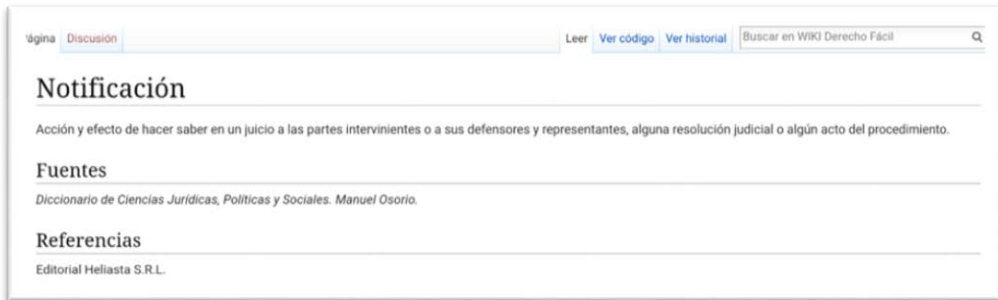 Página Discusión Leer Ver código Ver historial Buscar en WIKI Derecho Fácil
Notificación
Acción y efecto de hacer saber en un juicio a las partes intervinientes o a sus defensores y representantes, alguna resolución judicial o algún acto del procedimiento.
Fuentes
Diccionario de Ciencias Jurídicas, Políticas y Sociales. Manuel Osorio.
Referencias
Editorial Heliasta S.R.L.